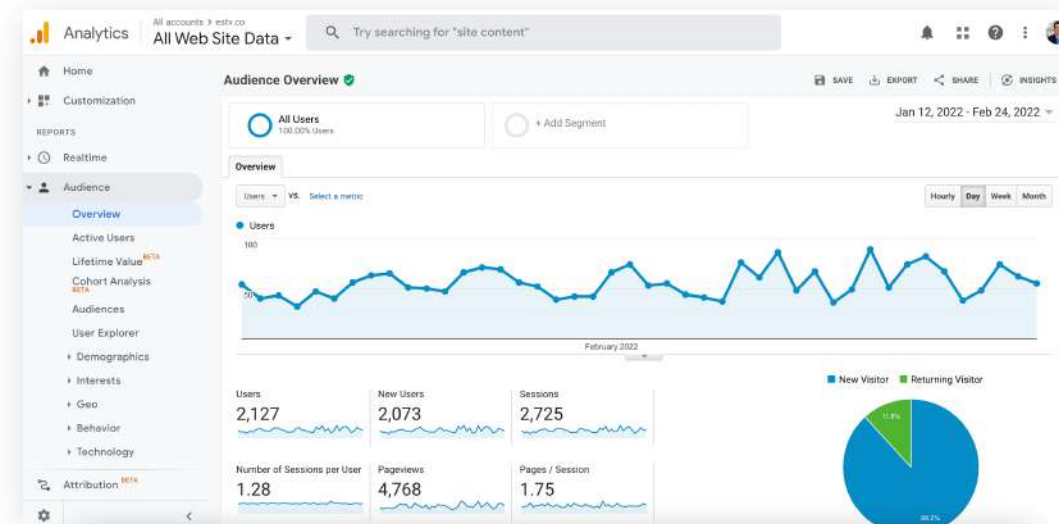 All accounts > estv.co
Analytics
All Web Site Data
Try searching for "site content"
Home
Customization
REPORTS
Realtime
Audience
Overview
Active Users
Lifetime Value BETA
Cohort Analysis
BETA
Audiences
User Explorer
Demographics
Interests
Geo
Behavior
Technology
Attribution BETA
Audience Overview
SAVE EXPORT SHARE INSIGHTS
All Users
100.00% Users
+ Add Segment
Jan 12, 2022 - Feb 24, 2022
Overview
Users VS. Select a metric
Hourly Day Week Month
Users
100
50
February 2022
New Visitor Returning Visitor
Users New Users Sessions
2,127 2,073 2,725
Number of Sessions per User Pageviews Pages / Session
1.28 4,768 1.75
11.8%
88.2%